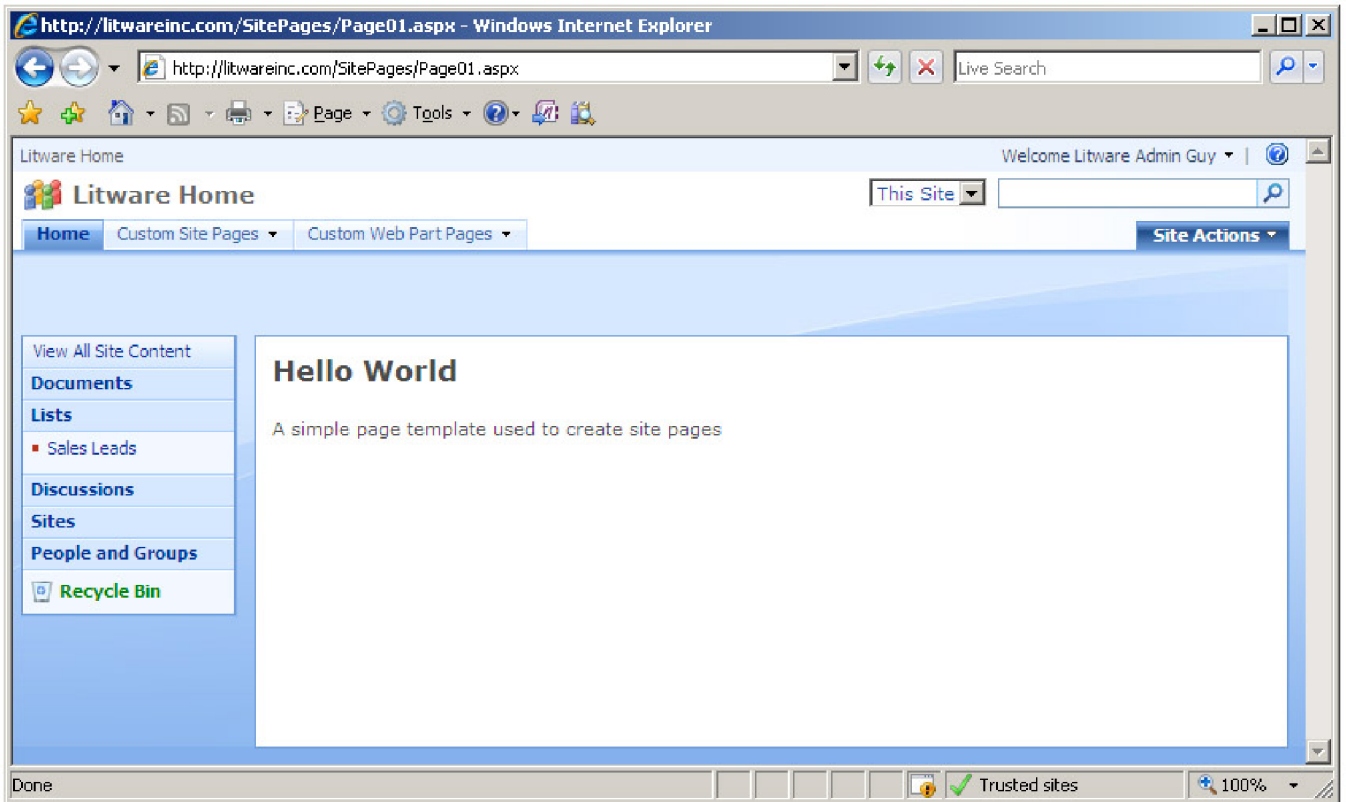 http://litwareinc.com/SitePages/Page01.aspx - Windows Internet Explorer
http://litwareinc.com/SitePages/Page01.aspx
Live Search
Page Tools
Litware Home
Welcome Litware Admin Guy |
Litware Home
This Site
Home Custom Site Pages Custom Web Part Pages
Site Actions
View All Site Content
Documents
Lists
Sales Leads
Discussions
Sites
People and Groups
Recycle Bin
Hello World
A simple page template used to create site pages
Done
Trusted sites
100%